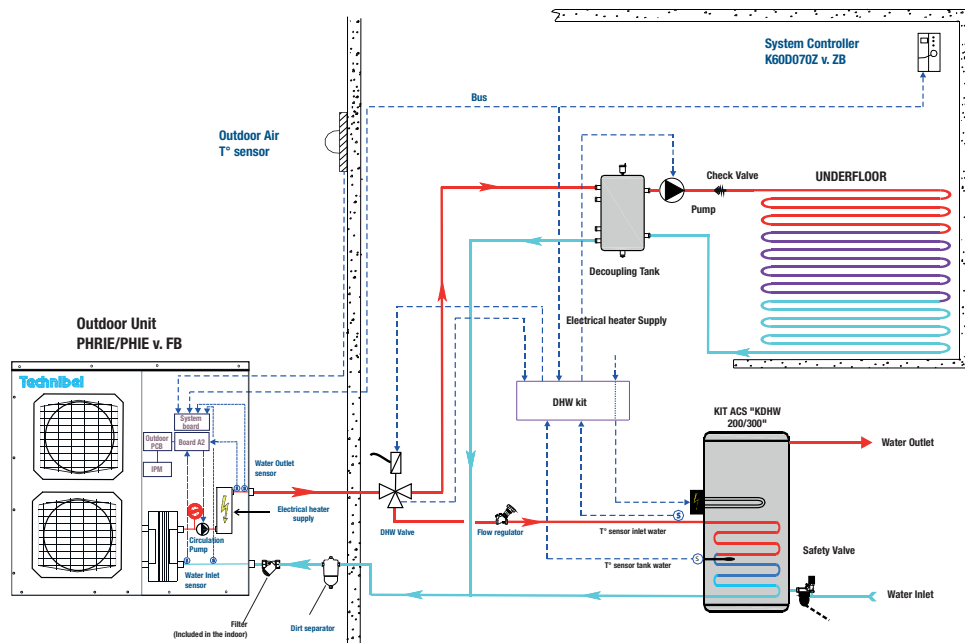 System Controller
K60D070Z v. ZB
Bus
Outdoor Air
T° sensor
Check Valve
UNDERFLOOR
Pump
Decoupling Tank
Outdoor Unit
PHRIE/PHIE v. FB
Electrical heater Supply
Technibel
DHW kit
KIT ACS "KDHW
200/300"
System
board
Outdoor
PCB
Board A2
IPM
Water Outlet
Water Outlet
sensor
Electrical heater
supply
Circulation
Pump
DHW Valve
Flow regulator
S
T° sensor inlet water
S
T° sensor tank water
Safety Valve
Water Inlet
sensor
Water Inlet
Filter
(Included in the indoor)
Dirt separator